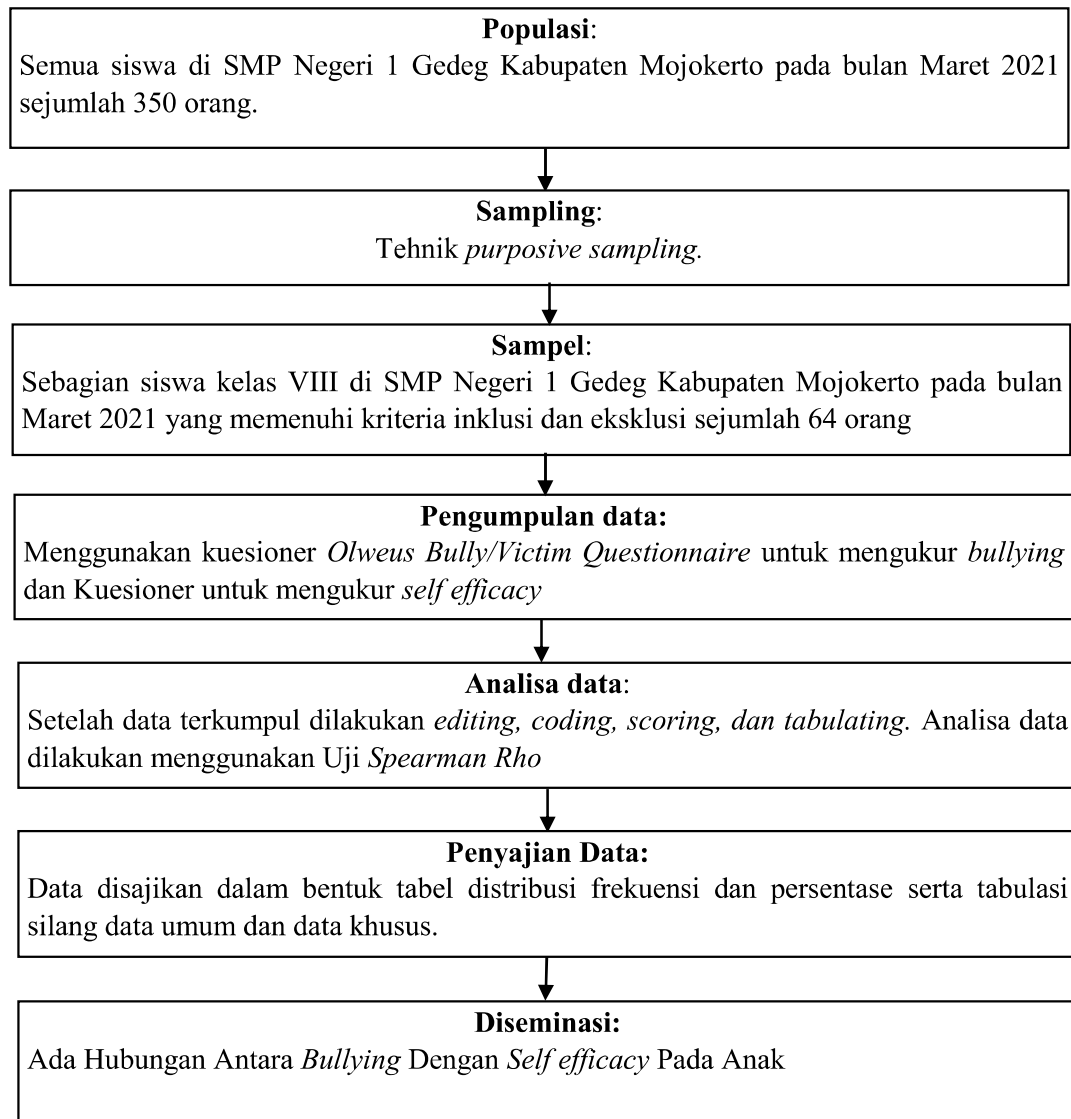 Populasi:
Semua siswa di SMP Negeri 1 Gedeg Kabupaten Mojokerto pada bulan Maret 2021
sejumlah 350 orang.
Sampling:
Tehnik purposive sampling.
Sampel:
Sebagian siswa kelas VIII di SMP Negeri 1 Gedeg Kabupaten Mojokerto pada bulan
Maret 2021 yang memenuhi kriteria inklusi dan eksklusi sejumlah 64 orang
Pengumpulan data:
Menggunakan kuesioner Olweus Bully/Victim Questionnaire untuk mengukur bullying
dan Kuesioner untuk mengukur self efficacy
Analisa data:
Setelah data terkumpul dilakukan editing, coding, scoring, dan tabulating. Analisa data
dilakukan menggunakan Uji Spearman Rho
Penyajian Data:
Data disajikan dalam bentuk tabel distribusi frekuensi dan persentase serta tabulasi
silang data umum dan data khusus.
Diseminasi:
Ada Hubungan Antara Bullying Dengan Self efficacy Pada Anak